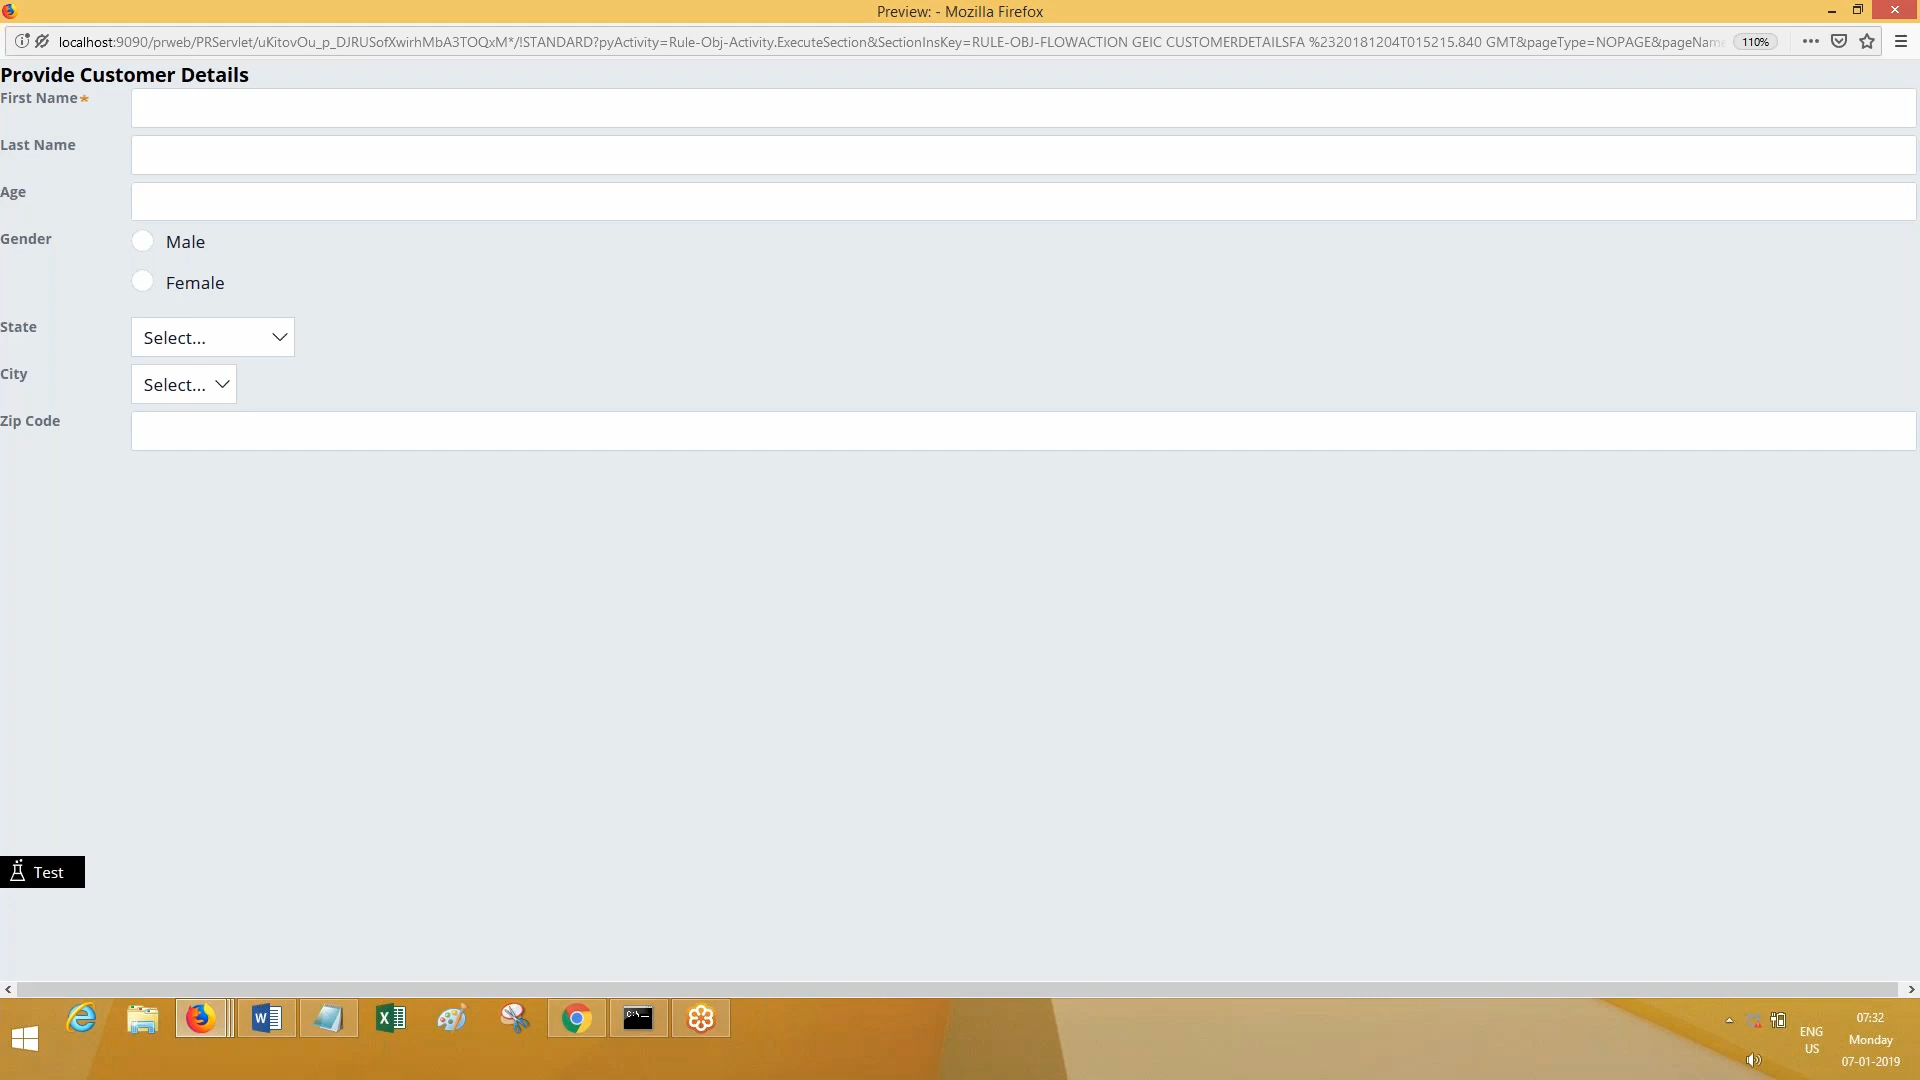 Preview: - Mozilla Firefox
localhost:9090/prweb/PRServlet/uKitovOu_p_DJRUSofXwirhMbA3TOQxM*/!STANDARD?pyActivity=Rule-Obj-Activity.ExecuteSection&SectionInsKey=RULE-OBJ-FLOWACTION GEIC CUSTOMERDETAILSFA %2320181204T015215.840 GMT&pageType=NOPAGE&pageName
110%
Provide Customer Details
First Name*
Last Name
Age
Gender
Male
Female
State
Select...
City
Select...
Zip Code
Test
ENG
US
07:32
Monday
07-01-2019